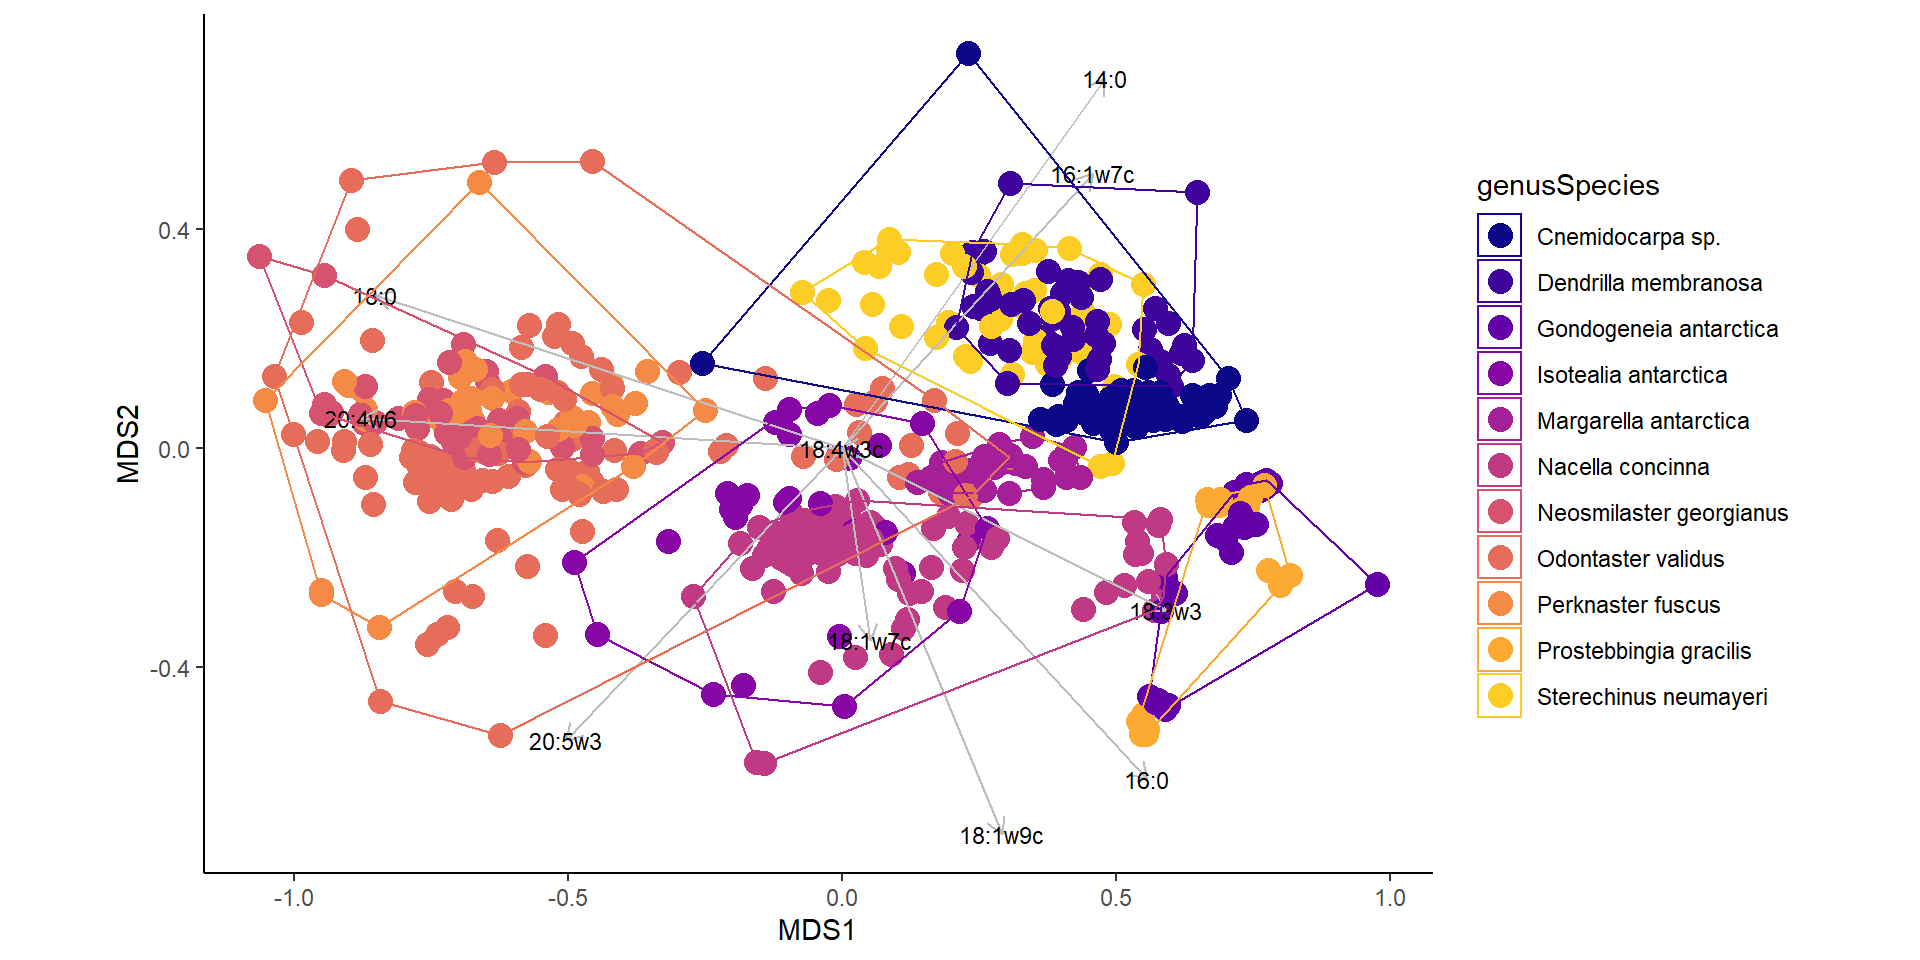 14:0
16:1w7c
18:0
20:4w6
18:4w3c
18:3w3
18:1w7c
20:5w3
16:0
18:1w9c
MDS2
0.4
0.0
-0.4
-1.0
-0.5
0.0
0.5
1.0
MDS1
genusSpecies
Cnemidocarpa sp.
Dendrilla membranosa
Gondogeneia antarctica
Isotealia antarctica
Margarella antarctica
Nacella concinna
Neosmilaster georgianus
Odontaster validus
Perknaster fuscus
Prostebbingia gracilis
Sterechinus neumayeri